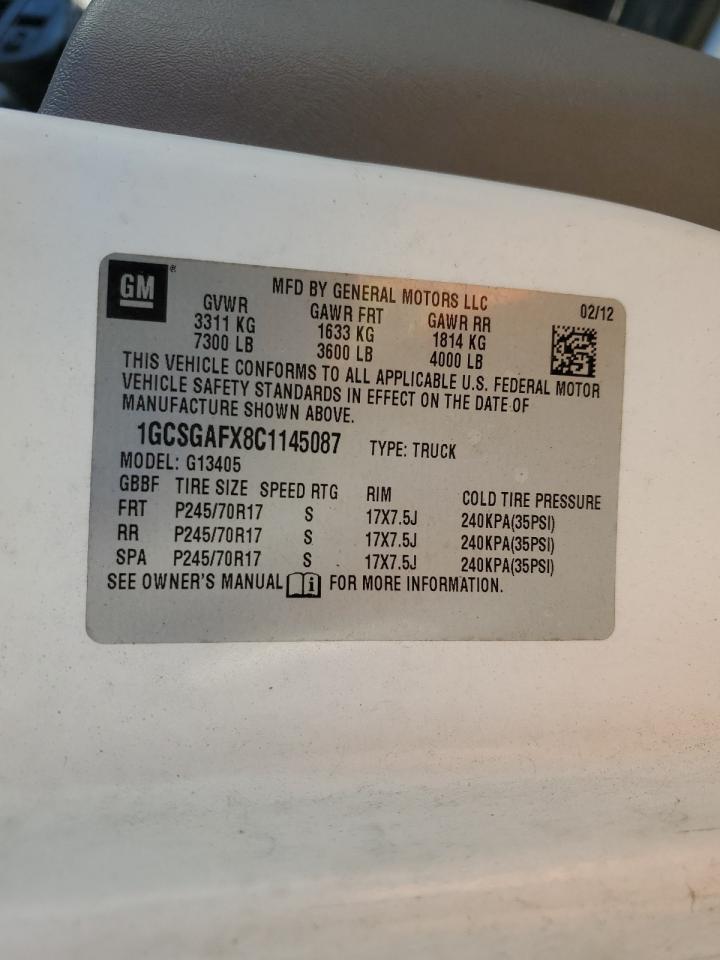 GM ®
MFD BY GENERAL MOTORS LLC 02/12
GVWR GAWR FRT GAWR RR
3311 KG 1633 KG 1814 KG
7300 LB 3600 LB 4000 LB
THIS VEHICLE CONFORMS TO ALL APPLICABLE U.S. FEDERAL MOTOR
VEHICLE SAFETY STANDARDS IN EFFECT ON THE DATE OF
MANUFACTURE SHOWN ABOVE.
1GCSGAFX8C1145087 TYPE: TRUCK
MODEL: G13405
GBBF TIRE SIZE SPEED RTG RIM COLD TIRE PRESSURE
FRT P245/70R17 S 17X7.5J 240KPA(35PSI)
RR P245/70R17 S 17X7.5J 240KPA(35PSI)
SPA P245/70R17 S 17X7.5J 240KPA(35PSI)
SEE OWNER'S MANUAL i FOR MORE INFORMATION.